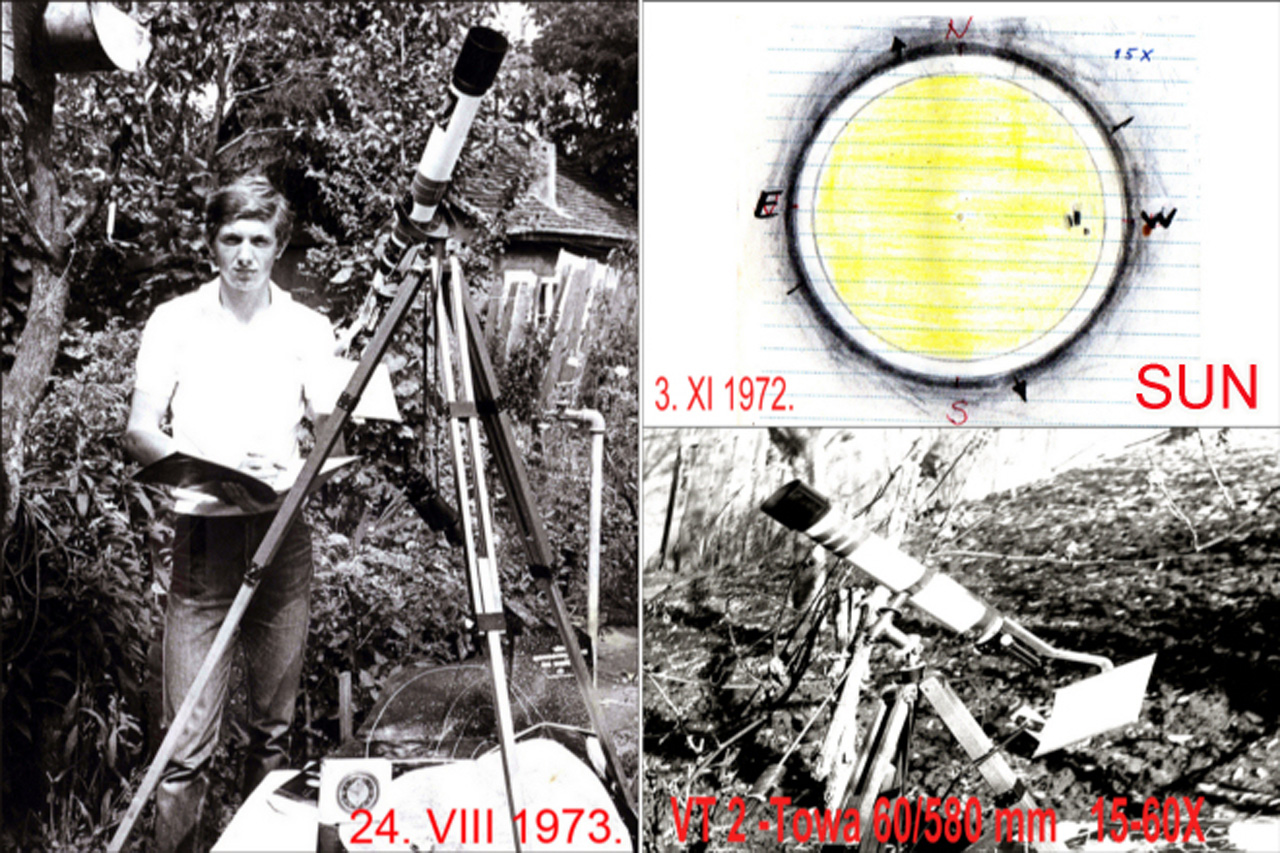 24. VIII 1973.
N
15X
E
W
S
3. XI 1972.
SUN
VT 2 -Towa 60/580 mm 15-60X